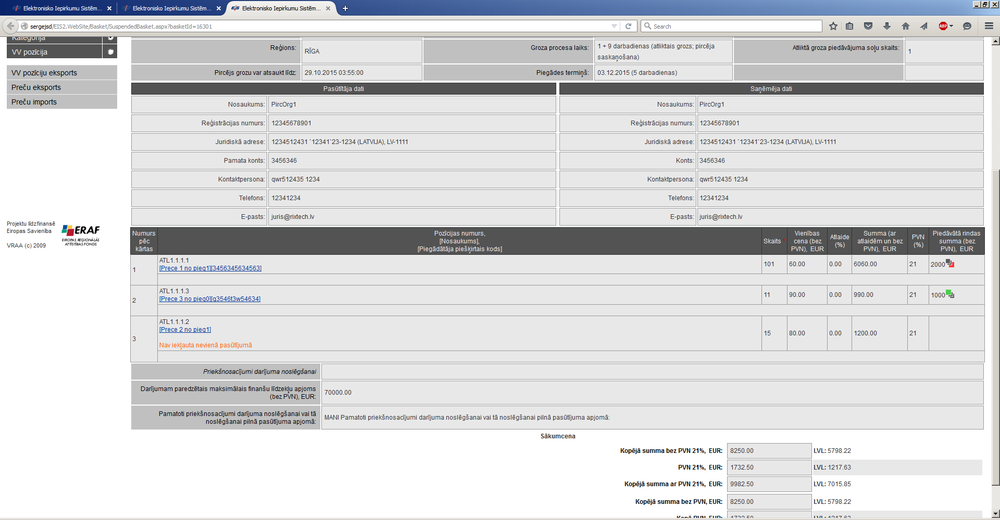 Elektronisko Iepirkumu Sistēm...
Elektronisko Iepirkumu Sistēm...
Elektronisko Iepirkumu Sistēm...
sergejsd/EIS2.WebSite/Basket/SuspendedBasket.aspx?basketId=16301
Search
ABP
Kategorija
VV pozīcija
VV pozīciju eksports
Preču eksports
Preču imports
Projektu līdzfinansē
Eiropas Savienība
VRAA (c) 2009
ERAF
EIROPAS REĢIONĀLĀS
ATTĪSTĪBAS FONDS
Reģions: RĪGA Groza procesa laiks: 1 + 9 darbadienas (atliktais grozs; pircēja saskaņošana) Atliktā groza piedāvājuma soļu skaits: 1
Pircējs grozu var atsaukt līdz: 29.10.2015 03:55:00 Piegādes termiņš: 03.12.2015 (5 darbadienas)
Pasūtītāja dati Saņēmēja dati
Nosaukums: PircOrg1 Nosaukums: PircOrg1
Reģistrācijas numurs: 12345678901 Reģistrācijas numurs: 12345678901
Juridiskā adrese: 1234512431 `12341`23-1234 (LATVIJA), LV-1111 Juridiskā adrese: 1234512431 `12341`23-1234 (LATVIJA), LV-1111
Pamata konts: 3456346 Konts: 3456346
Kontaktpersona: qwr512435 1234 Kontaktpersona: qwr512435 1234
Telefons: 12341234 Telefons: 12341234
E-pasts: juris@rixtech.lv E-pasts: juris@rixtech.lv
Numurs pēc kārtas Pozīcijas numurs, [Nosaukums], [Piegādātāja piešķirtais kods] Skaits * Vienības cena (bez PVN), EUR Atlaide (%) Summa (ar atlaidēm un bez PVN), EUR PVN (%) Piedāvātā rindas summa (bez PVN), EUR
ATL1.1.1.1
1 [Prece 1 no pieg1][3456345634563] 101 60.00 0.00 6060.00 21 2000
ATL1.1.1.3
2 [Prece 3 no pieg0][g3546t3w54634] 11 90.00 0.00 990.00 21 1000
ATL1.1.1.2
[Prece 2 no pieg1]
3 15 80.00 0.00 1200.00 21
Nav iekļauta nevienā pasūtījumā
Priekšnosacījumi darījuma noslēgšanai
Darījumam paredzētais maksimālais finanšu līdzekļu apjoms
(bez PVN), EUR: 70000.00
Pamatoti priekšnosacījumi darījuma noslēgšanai vai tā
noslēgšanai pilnā pasūtījuma apjomā: MANI Pamatoti priekšnosacījumi darījuma noslēgšanai vai tā noslēgšanai pilnā pasūtījuma apjomā:
Sākumcena
Kopējā summa bez PVN 21%, EUR: 8250.00 LVL: 5798.22
PVN 21%, EUR: 1732.50 LVL: 1217.63
Kopējā summa ar PVN 21%, EUR: 9982.50 LVL: 7015.85
Kopējā summa bez PVN, EUR: 8250.00 LVL: 5798.22
Kopā PVN, EUR: 1732.50 LVL: 1217.63